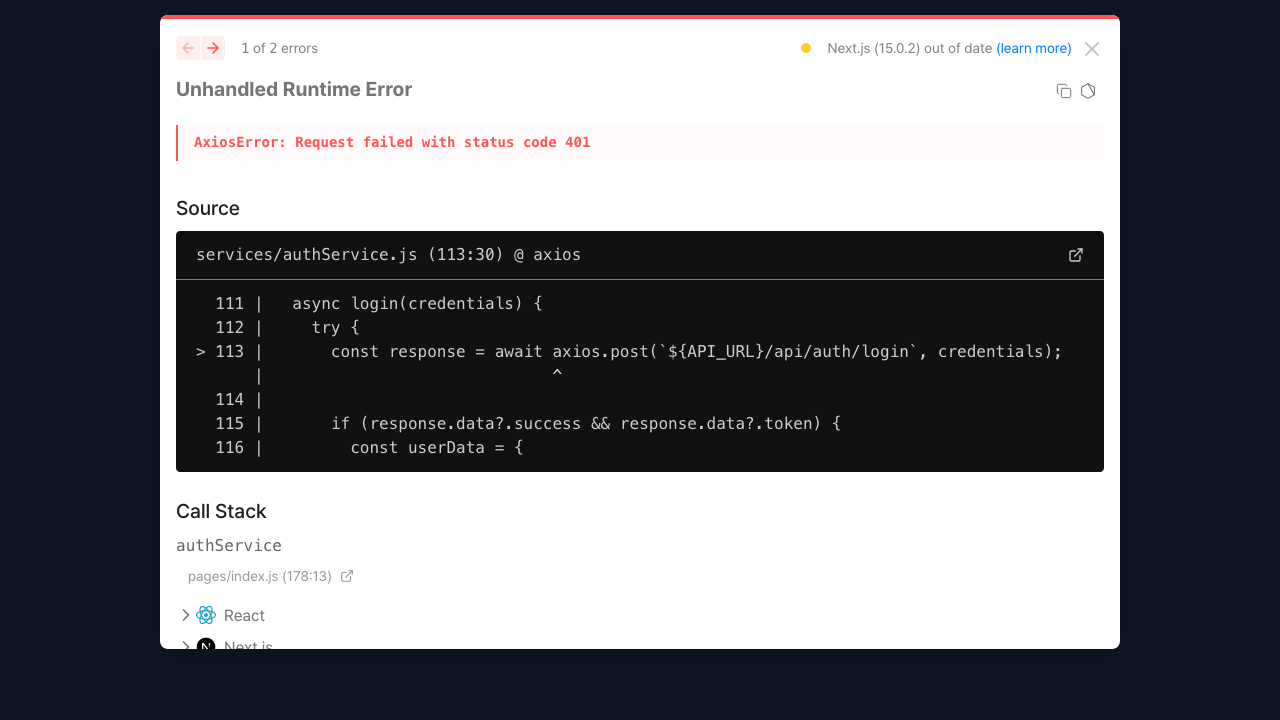 1 of 2 errors
Next.js (15.0.2) out of date (learn more)
Unhandled Runtime Error
AxiosError: Request failed with status code 401
Source
services/authService.js (113:30) @ axios
  111 |   async login(credentials) {
  112 |     try {
> 113 |       const response = await axios.post(`${API_URL}/api/auth/login`, credentials);
      |                              ^
  114 |
  115 |       if (response.data?.success && response.data?.token) {
  116 |         const userData = {
Call Stack
authService
pages/index.js (178:13)
React
Next.js